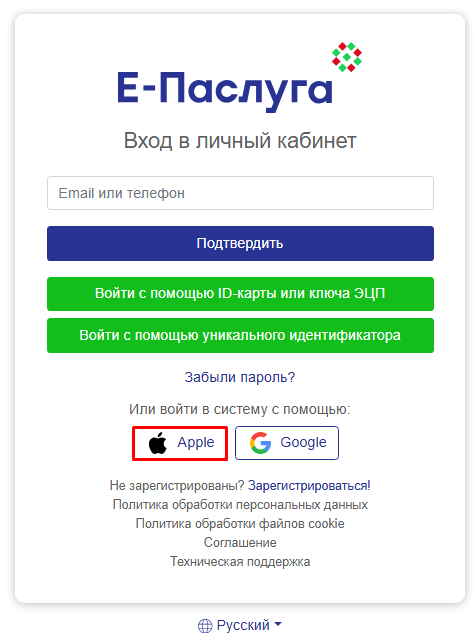 Е-Паслуга
Вход в личный кабинет
Email или телефон
Подтвердить
Войти с помощью ID-карты или ключа ЭЦП
Войти с помощью уникального идентификатора
Забыли пароль?
Или войти в систему с помощью:
Apple Google
Не зарегистрированы? Зарегистрироваться!
Политика обработки персональных данных
Политика обработки файлов cookie
Соглашение
Техническая поддержка
Русский